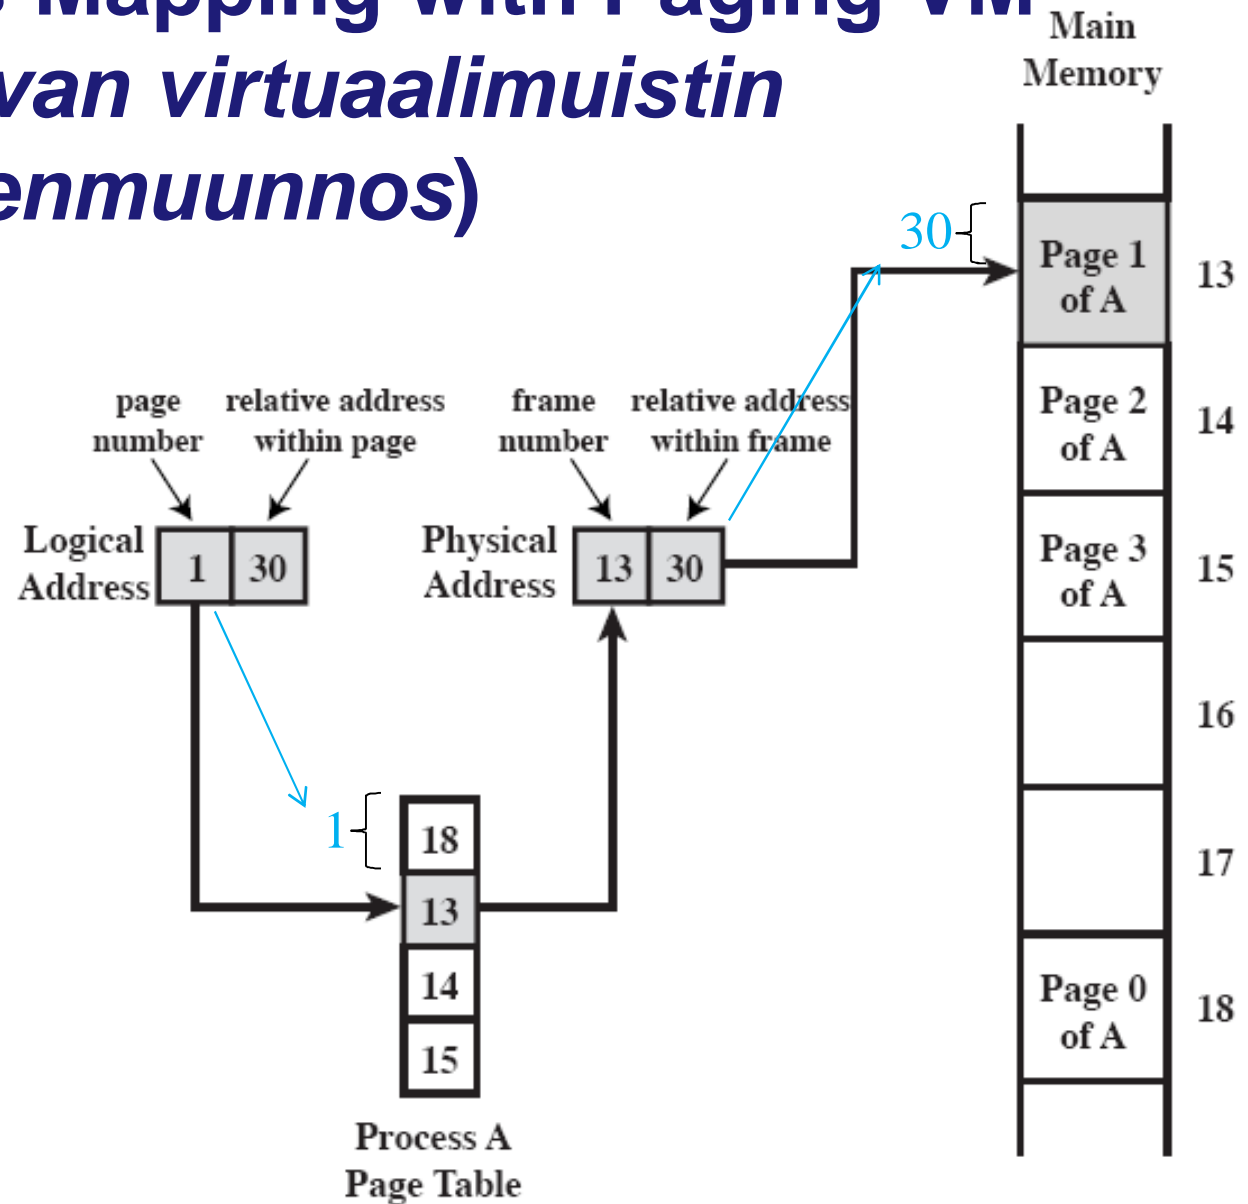 Mapping with Paging VM
van virtuaalimuistin
enmuunnos)
Main
Memory
30
Page 1
of A
13
Page 2
of A
14
Page 3
of A
15
16
17
Page 0
of A
18
page
number
relative address
within page
frame
number
relative address
within frame
Logical
Address
1
30
Physical
Address
13
30
1
18
13
14
15
Process A
Page Table